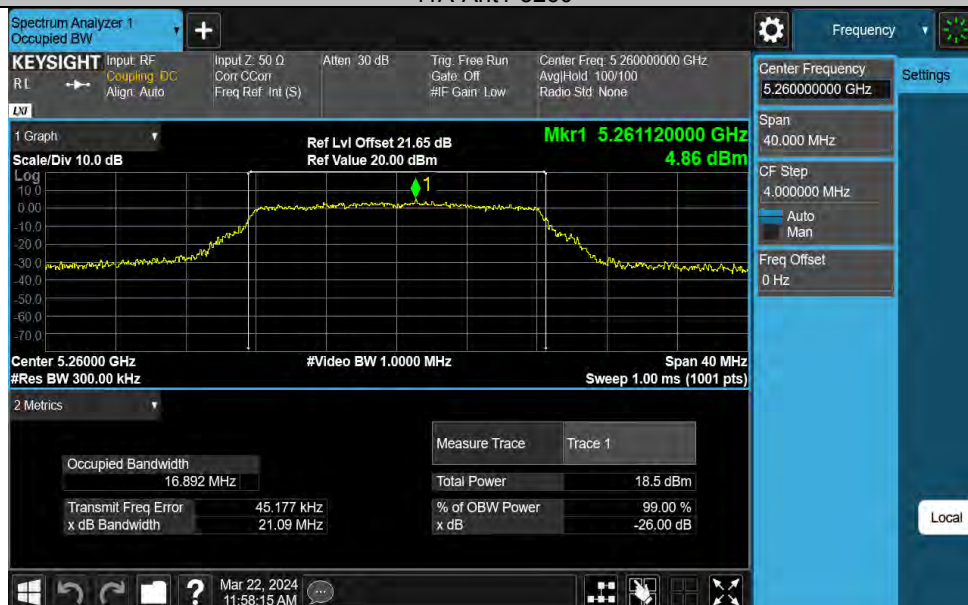 11A-Ant1-5260
Spectrum Analyzer 1
Occupied BW
Frequency
KEYSIGHT
Input: RF
Coupling: DC
Align: Auto
Input Z: 50 Ω
Corr CCorr
Freq Ref: Int (S)
Atten: 30 dB
Trig: Free Run
Gate: Off
#IF Gain: Low
Center Freq: 5.260000000 GHz
Avg|Hold: 100/100
Radio Std: None
LXI
Center Frequency
5.260000000 GHz
Settings
Span
40.000 MHz
CF Step
4.000000 MHz
Auto
Man
Freq Offset
0 Hz
1 Graph
Scale/Div 10.0 dB
Ref Lvl Offset 21.65 dB
Ref Value 20.00 dBm
Mkr1 5.261120000 GHz
4.86 dBm
Log
10.0
0.00
-10.0
-20.0
-30.0
-40.0
-50.0
-60.0
-70.0
1
Center 5.26000 GHz
#Res BW 300.00 kHz
#Video BW 1.0000 MHz
Span 40 MHz
Sweep 1.00 ms (1001 pts)
2 Metrics
Measure Trace Trace 1
Occupied Bandwidth
16.892 MHz
Total Power 18.5 dBm
Transmit Freq Error 45.177 kHz
% of OBW Power 99.00 %
x dB Bandwidth 21.09 MHz
x dB -26.00 dB
Local
Mar 22, 2024
11:58:15 AM